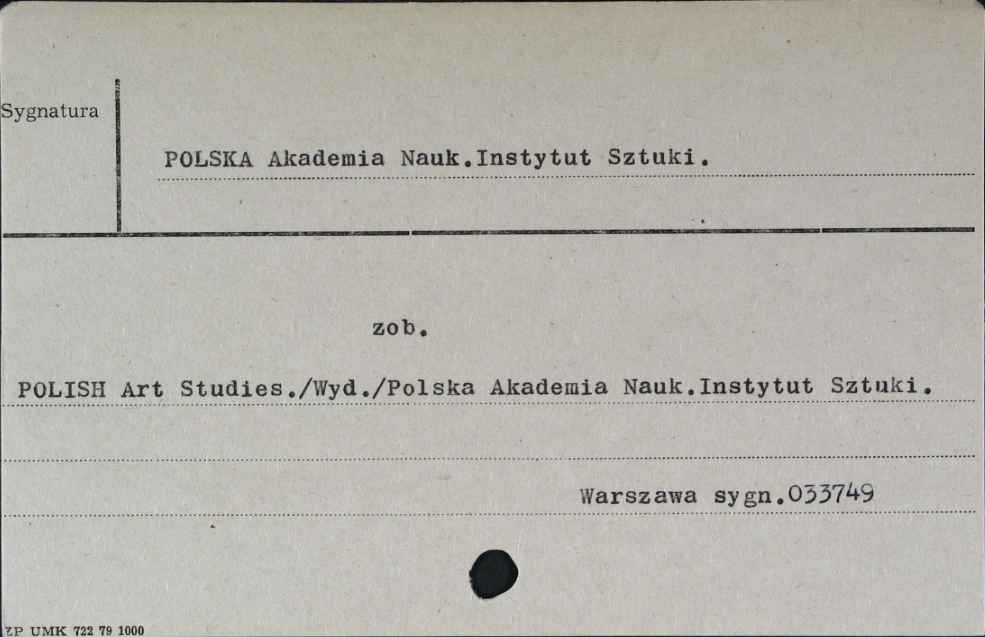 Sygnatura
POLSKA Akademia Nauk.Instytut Sztuki.
zob.
POLISH Art Studies./Wyd./Polska Akademia Nauk.Instytut Sztuki.
Warszawa sygn.033749
ZP UMK 722 79 1000